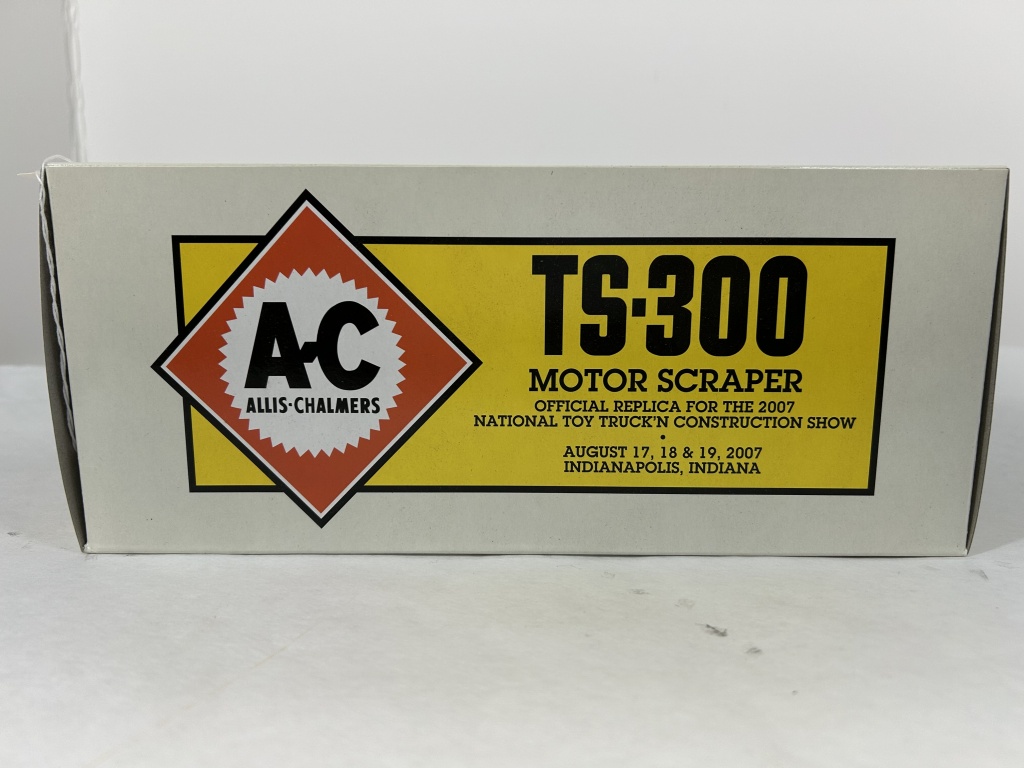 A-C
ALLIS-CHALMERS
TS·300
MOTOR SCRAPER
OFFICIAL REPLICA FOR THE 2007
NATIONAL TOY TRUCK'N CONSTRUCTION SHOW
•
AUGUST 17, 18 & 19, 2007
INDIANAPOLIS, INDIANA